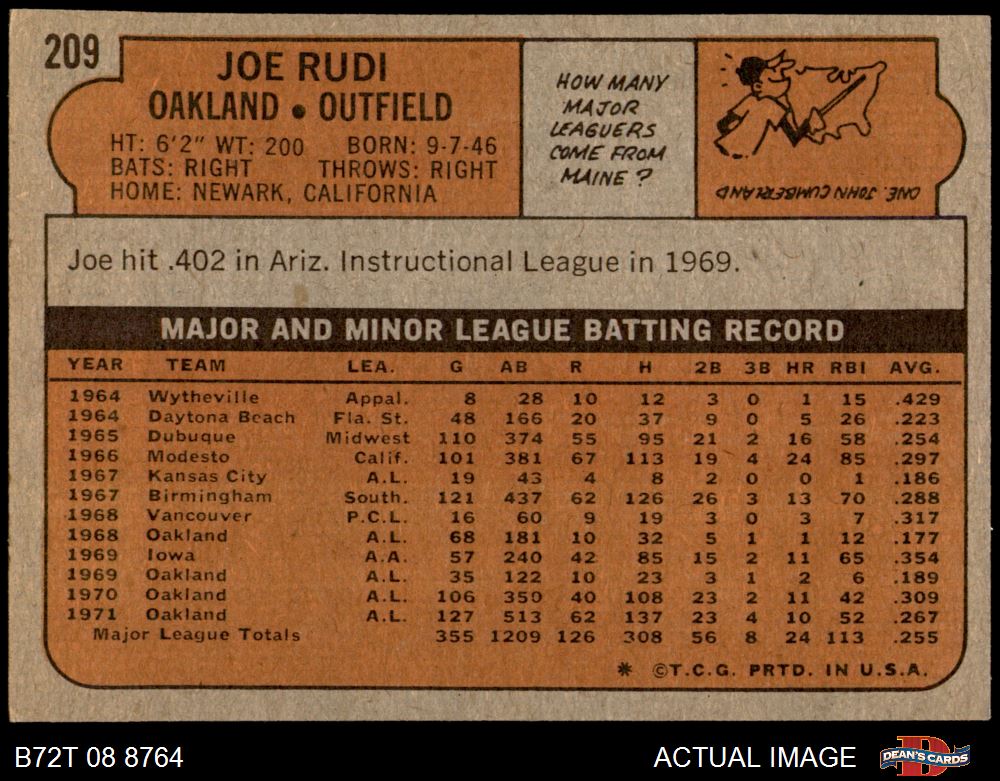 209
JOE RUDI
OAKLAND • OUTFIELD
HT: 6'2" WT: 200 BORN: 9-7-46
BATS: RIGHT THROWS: RIGHT
HOME: NEWARK, CALIFORNIA
HOW MANY
MAJOR
LEAGUERS
COME FROM
MAINE ?
ONE. JOHN CUMBERLAND
Joe hit .402 in Ariz. Instructional League in 1969.
MAJOR AND MINOR LEAGUE BATTING RECORD
YEAR TEAM LEA. G AB R H 2B 3B HR RBI AVG.
1964 Wytheville Appal. 8 28 10 12 3 0 1 15 .429
1964 Daytona Beach Fla. St. 48 166 20 37 9 0 5 26 .223
1965 Dubuque Midwest 110 374 55 95 21 2 16 58 .254
1966 Modesto Calif. 101 381 67 113 19 4 24 85 .297
1967 Kansas City A.L. 19 43 4 8 2 0 0 1 .186
1967 Birmingham South. 121 437 62 126 26 3 13 70 .288
1968 Vancouver P.C.L. 16 60 9 19 3 0 3 7 .317
1968 Oakland A.L. 68 181 10 32 5 1 1 12 .177
1969 Iowa A.A. 57 240 42 85 15 2 11 65 .354
1969 Oakland A.L. 35 122 10 23 3 1 2 6 .189
1970 Oakland A.L. 106 350 40 108 23 2 11 42 .309
1971 Oakland A.L. 127 513 62 137 23 4 10 52 .267
Major League Totals 355 1209 126 308 56 8 24 113 .255
* ©T.C.G. PRTD. IN U.S.A.
B72T 08 8764
ACTUAL IMAGE
D
DEAN'S CARDS